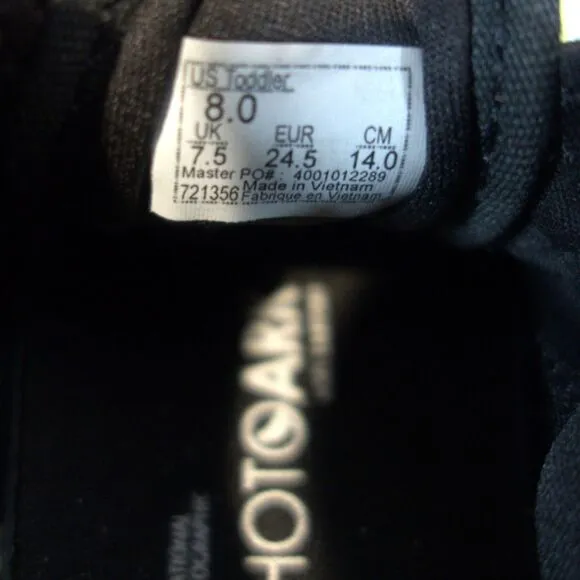 US Toddler
8.0
UK EUR CM
7.5 24.5 14.0
Master PO# : 4001012289
721356 Made in Vietnam
Fabrique en Vietnam
HOTOARK